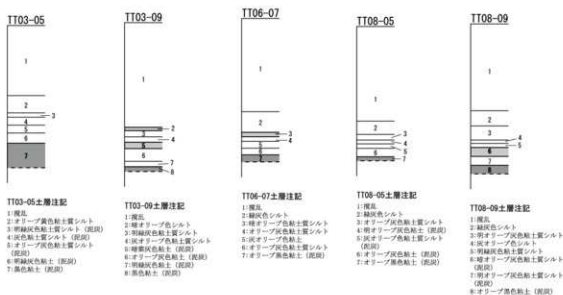 TT03-05
1
2
3
4
5
6
7
TT03-05土層注記
1:攪乱
2:オリーブ黄色粘土質シルト
3:明緑灰色粘土質シルト(泥炭)
4:灰色粘土質シルト(泥炭)
5:オリーブ灰色粘土質シルト
(泥炭)
6:明緑灰色粘土(泥炭)
7:黒色粘土(泥炭)
TT03-09
1
2
3
4
5
6
7
8
TT03-09土層注記
1:攪乱
2:暗オリーブ色シルト
3:明緑灰色粘土質シルト
4:灰オリーブ色粘土質シルト
5:暗紫灰色粘土(泥炭)
6:オリーブ灰色粘土(泥炭)
7:明緑灰色粘土(泥炭)
8:黒色粘土(泥炭)
TT06-07
1
2
3
4
5
6
7
TT06-07土層注記
1:攪乱
2:緑灰色シルト
3:暗オリーブ色粘土質シルト
4:オリーブ灰色粘土質シルト
5:灰オリーブ色粘土
6:オリーブ灰色粘土(泥炭)
7:オリーブ黒色粘土(泥炭)
TT08-05
1
2
3
4
5
6
7
TT08-05土層注記
1:攪乱
2:緑灰色シルト
3:オリーブ灰色粘土質シルト
4:オリーブ灰色粘土(泥炭)
5:灰オリーブ色粘土質シルト
(泥炭)
6:オリーブ灰色粘土(泥炭)
7:オリーブ黒色粘土(泥炭)
TT08-09
1
2
3
4
5
6
7
8
TT08-09土層注記
1:攪乱
2:明オリーブ灰色粘土質シルト
4:灰オリーブ色シルト
5:明緑灰色粘土質シルト
6:暗オリーブ灰色粘土質シルト
(泥炭)
7:明オリーブ灰色粘土質シルト
(泥炭)
8:オリーブ黒色粘土(泥炭)